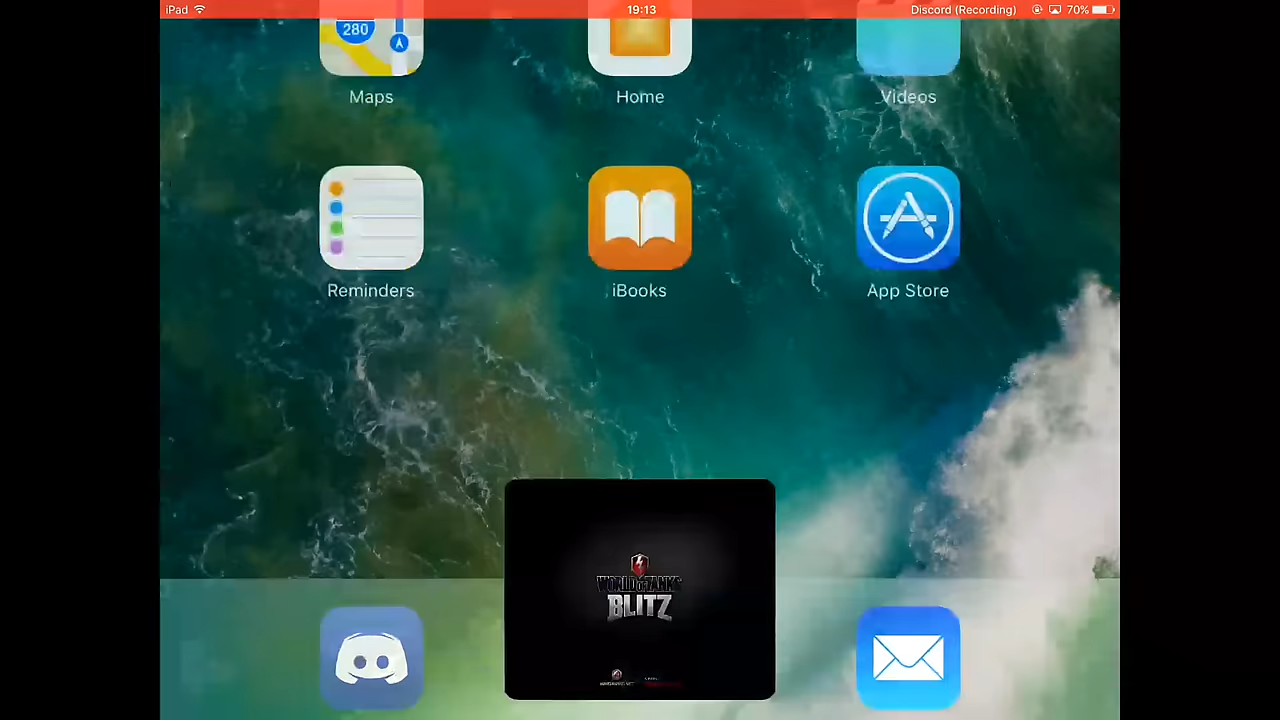 iPad
19:13
Discord (Recording)
70%
280
Maps
Home
Videos
Reminders
iBooks
App Store
WORLD OF TANKS
BLITZ